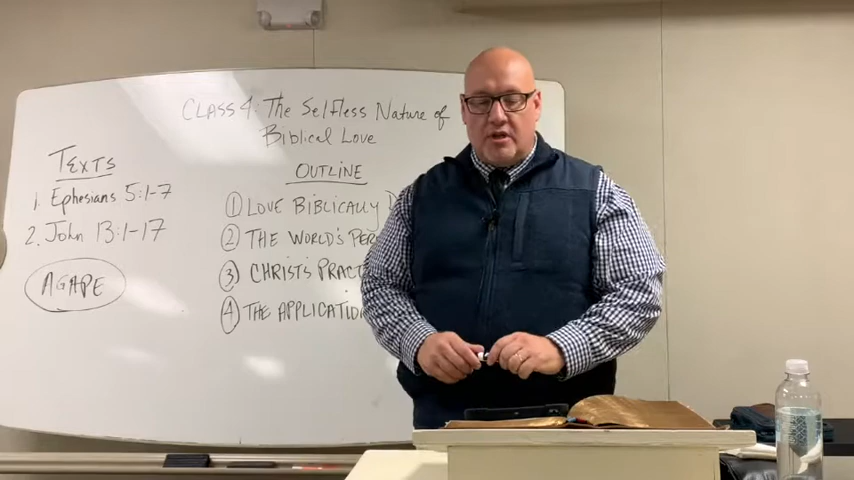 CLASS 4: The Selfless Nature of
Biblical Love
Texts
1. Ephesians 5:1-7
2. John 13:1-17
AGAPE
OUTLINE
① LOVE BIBLICALLY
② THE WORLD'S
③ CHRIST'S
④ THE APPLICATION